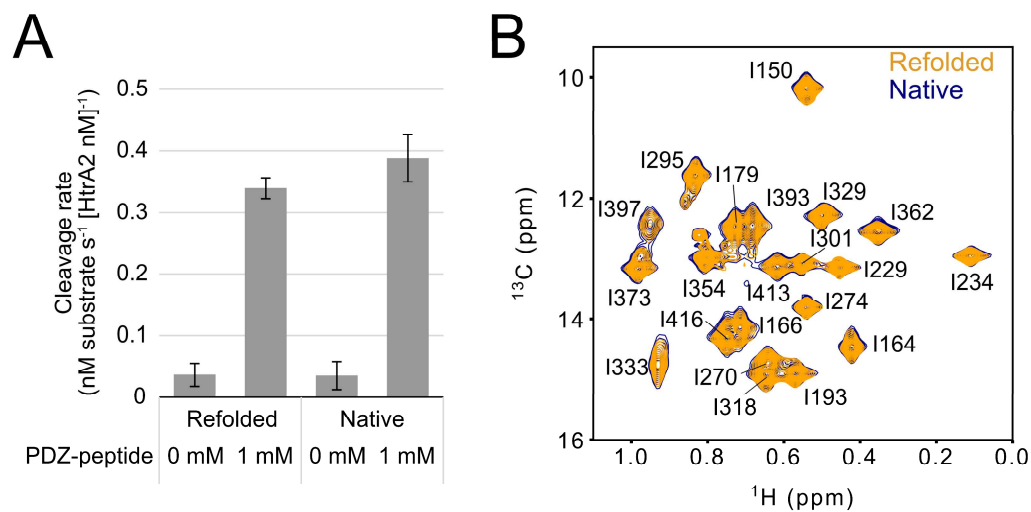 A
Cleavage rate
(nM substrate s⁻¹ [HtrA2 nM]⁻¹)
0.5
0.4
0.3
0.2
0.1
0
Refolded
Native
PDZ-peptide
0 mM
1 mM
0 mM
1 mM
B
Refolded
Native
¹³C (ppm)
10
12
14
16
I150
I295
I179
I393
I329
I397
I362
I301
I229
I234
I373
I354
I413
I274
I416
I166
I164
I333
I270
I193
I318
1.0
0.8
0.6
0.4
0.2
0.0
¹H (ppm)